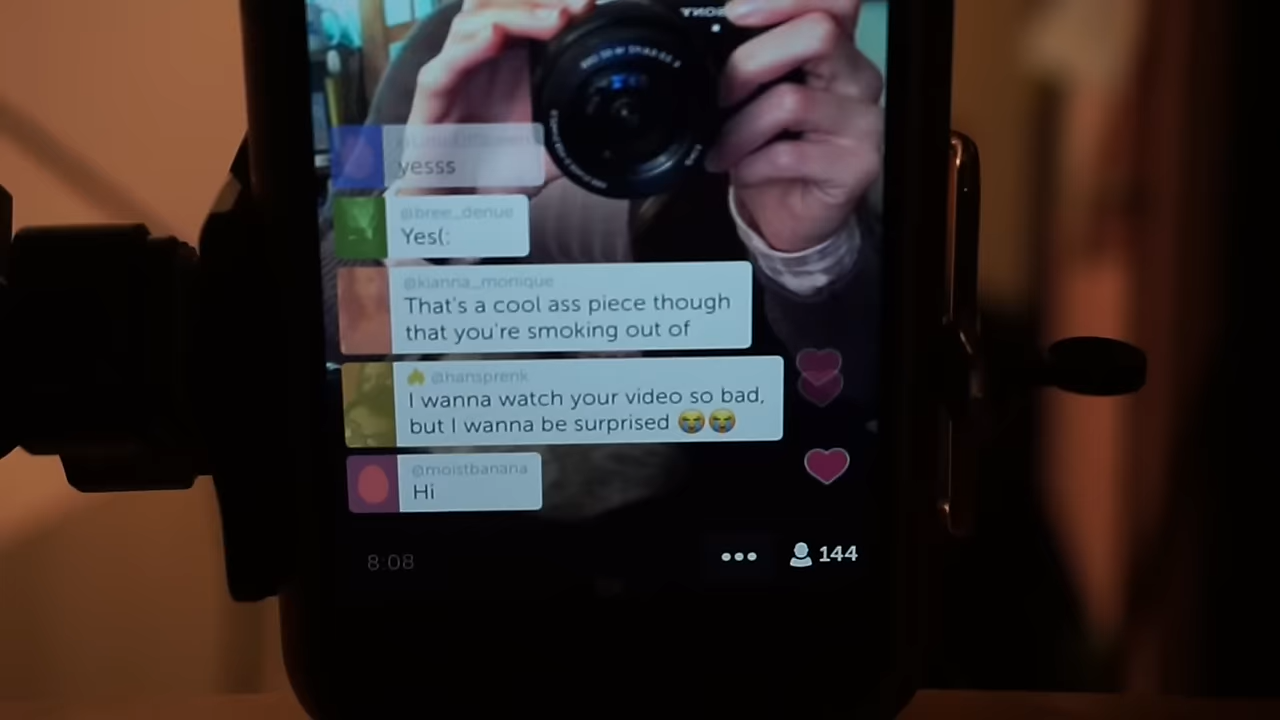 SONY
yesss
@bree_denue
Yes(:
@kianna_monique
That's a cool ass piece though
that you're smoking out of
@hansprenk
I wanna watch your video so bad,
but I wanna be surprised 😭😭
@moistbanana
Hi
8:08
144